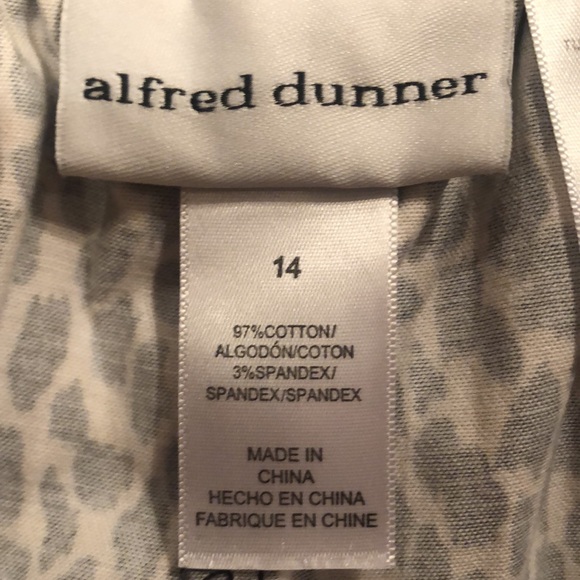 alfred dunner
14
97%COTTON/
ALGODÓN/COTON
3%SPANDEX/
SPANDEX/SPANDEX
MADE IN
CHINA
HECHO EN CHINA
FABRIQUE EN CHINE